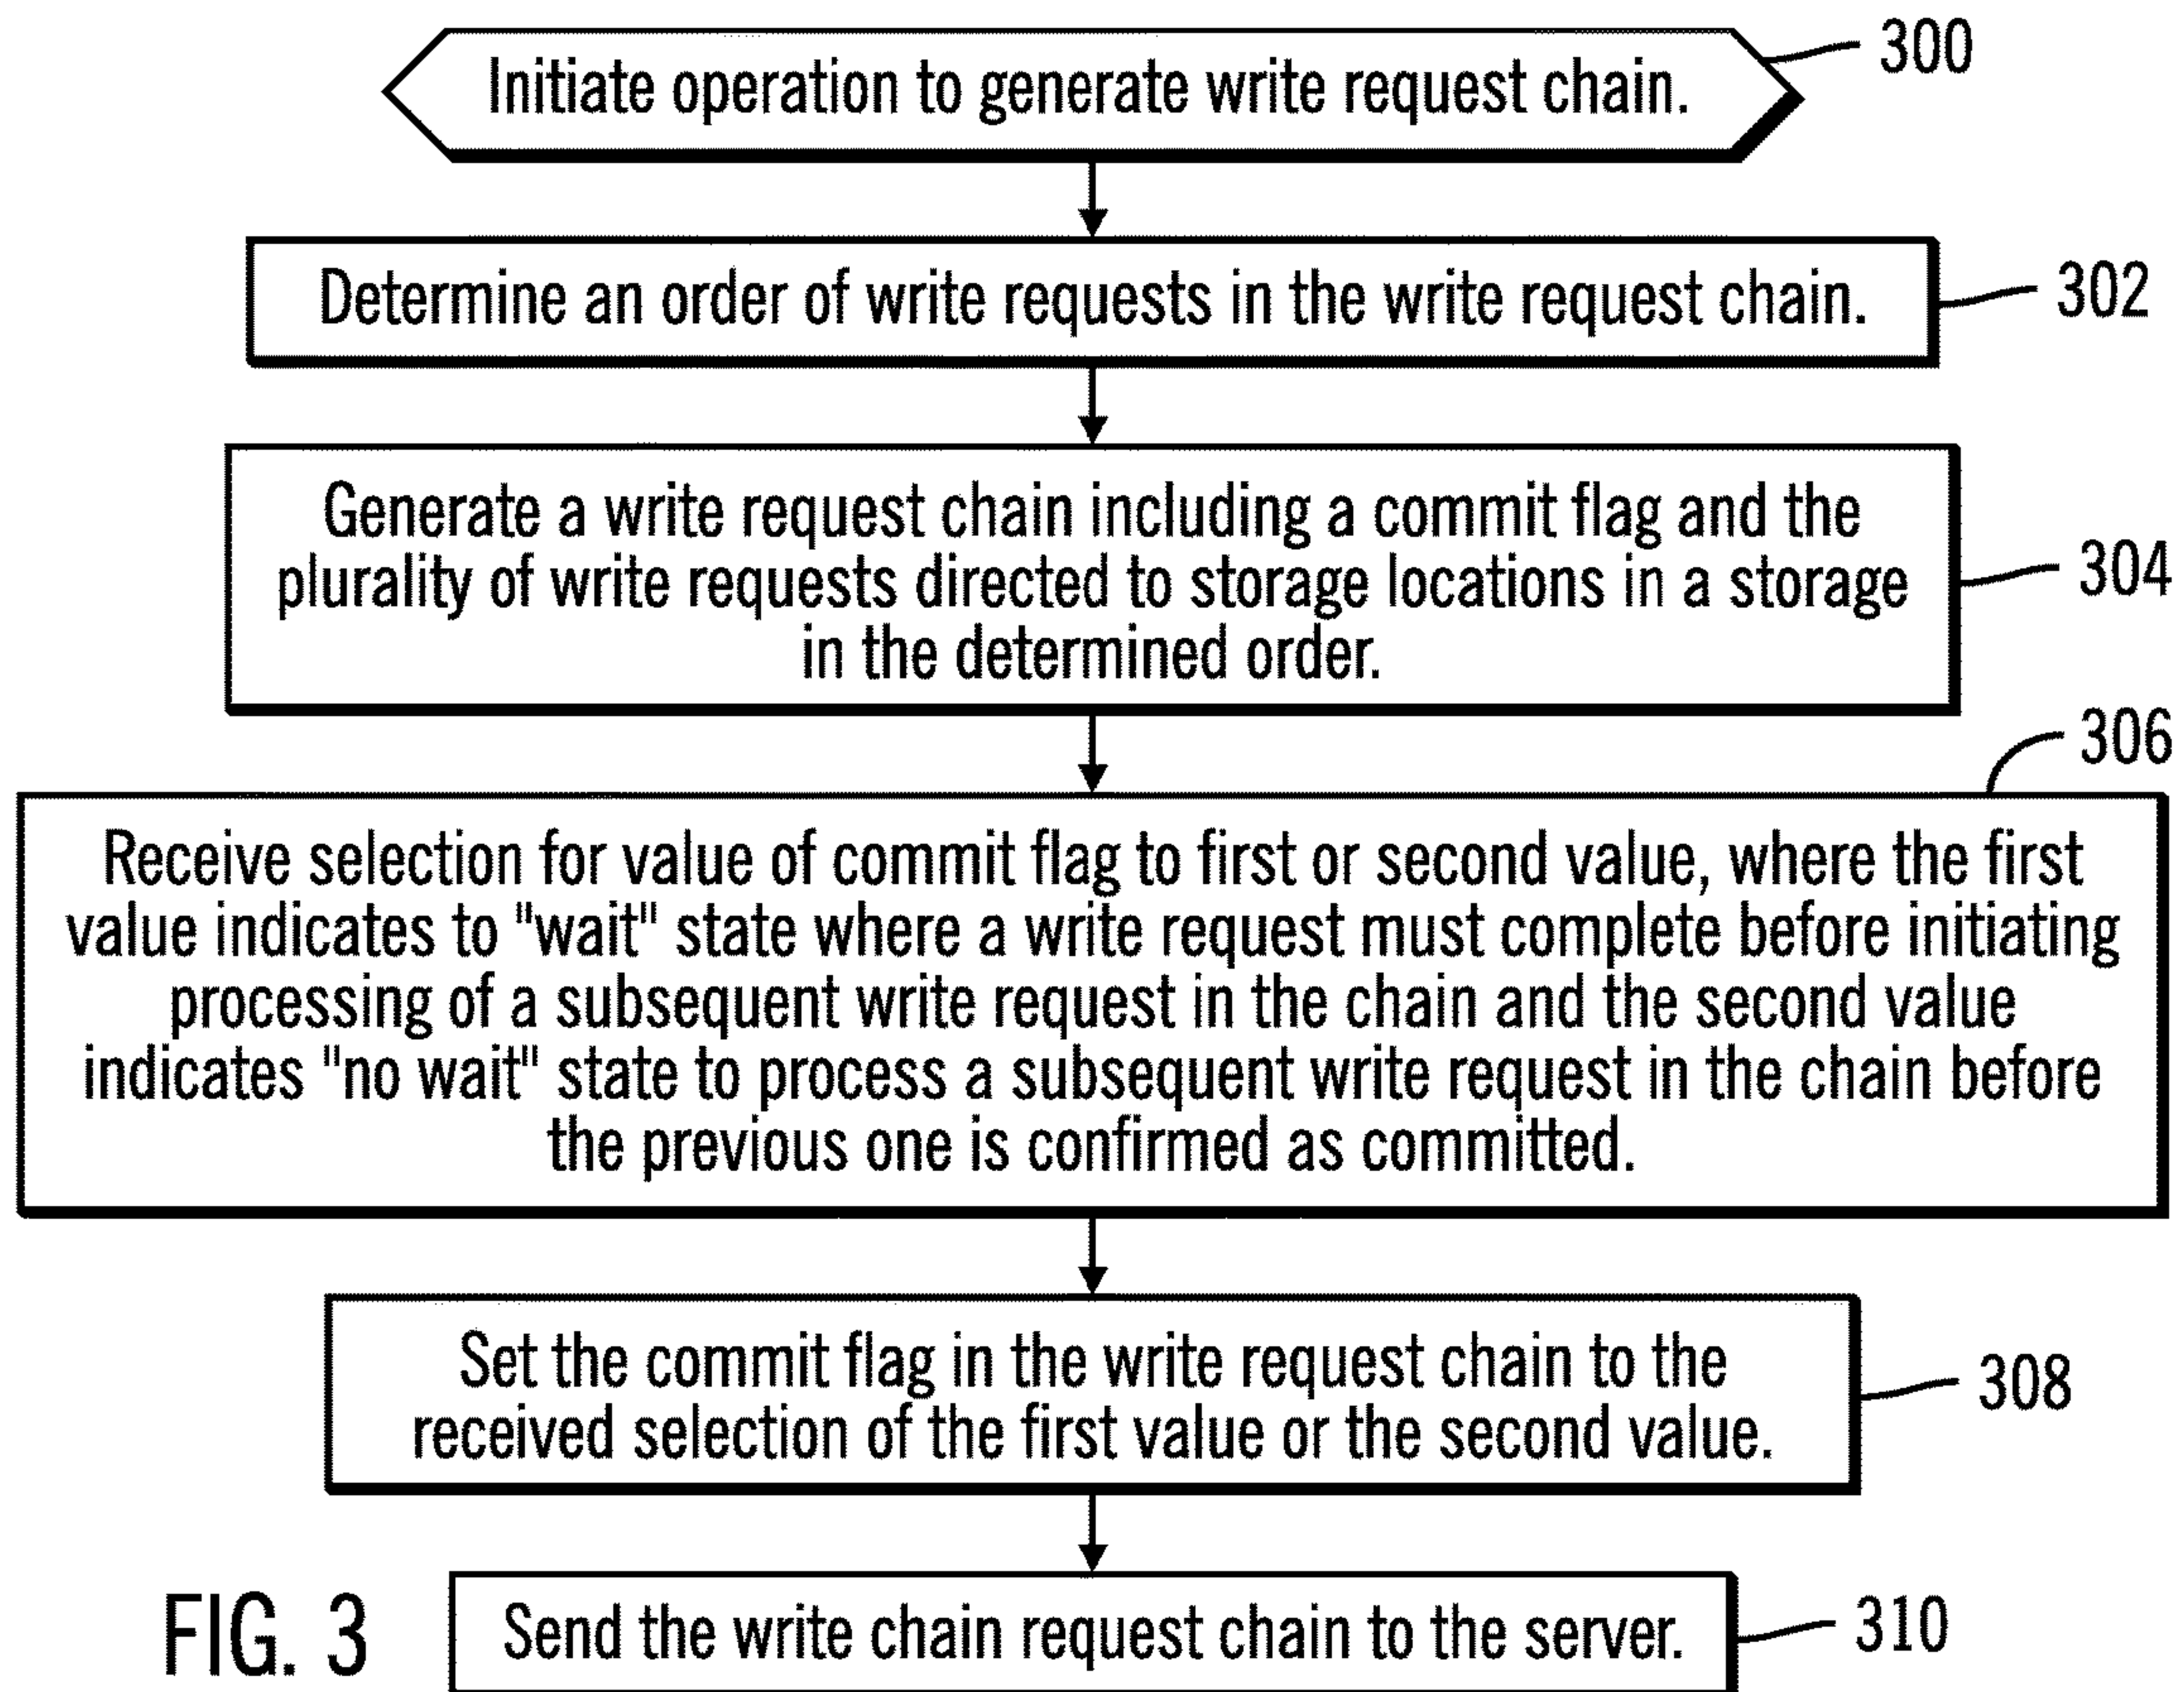 Initiate operation to generate write request chain.
300
Determine an order of write requests in the write request chain.
302
Generate a write request chain including a commit flag and the
plurality of write requests directed to storage locations in a storage
in the determined order.
304
306
Receive selection for value of commit flag to first or second value, where the first
value indicates to "wait" state where a write request must complete before initiating
processing of a subsequent write request in the chain and the second value
indicates "no wait" state to process a subsequent write request in the chain before
the previous one is confirmed as committed.
Set the commit flag in the write request chain to the
received selection of the first value or the second value.
308
Send the write chain request chain to the server.
310
FIG. 3